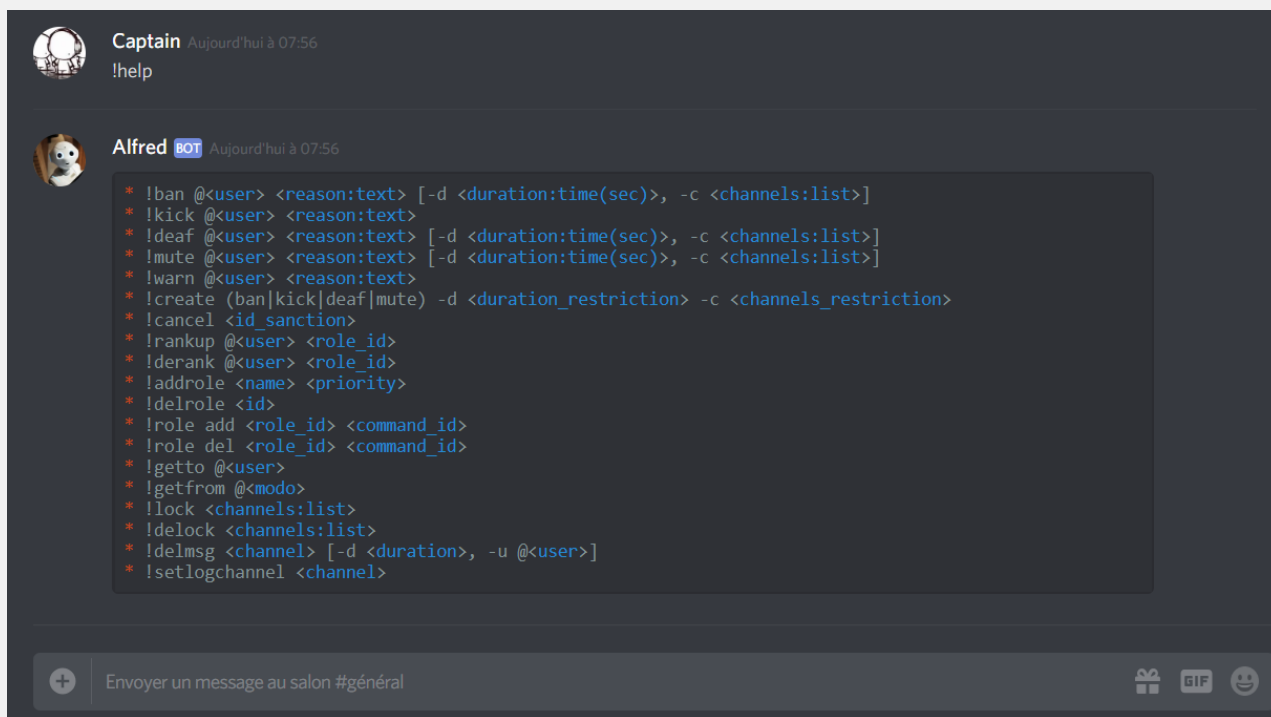 Captain Aujourd'hui à 07:56
!help
Alfred BOT Aujourd'hui à 07:56
* !ban @<user> <reason:text> [-d <duration:time(sec)>, -c <channels:list>]
* !kick @<user> <reason:text>
* !deaf @<user> <reason:text> [-d <duration:time(sec)>, -c <channels:list>]
* !mute @<user> <reason:text> [-d <duration:time(sec)>, -c <channels:list>]
* !warn @<user> <reason:text>
* !create (ban|kick|deaf|mute) -d <duration_restriction> -c <channels_restriction>
* !cancel <id_sanction>
* !rankup @<user> <role_id>
* !derank @<user> <role_id>
* !addrole <name> <priority>
* !delrole <id>
* !role add <role_id> <command_id>
* !role del <role_id> <command_id>
* !getto @<user>
* !getfrom @<modo>
* !lock <channels:list>
* !delock <channels:list>
* !delmsg <channel> [-d <duration>, -u @<user>]
* !setlogchannel <channel>
Envoyer un message au salon #général
GIF